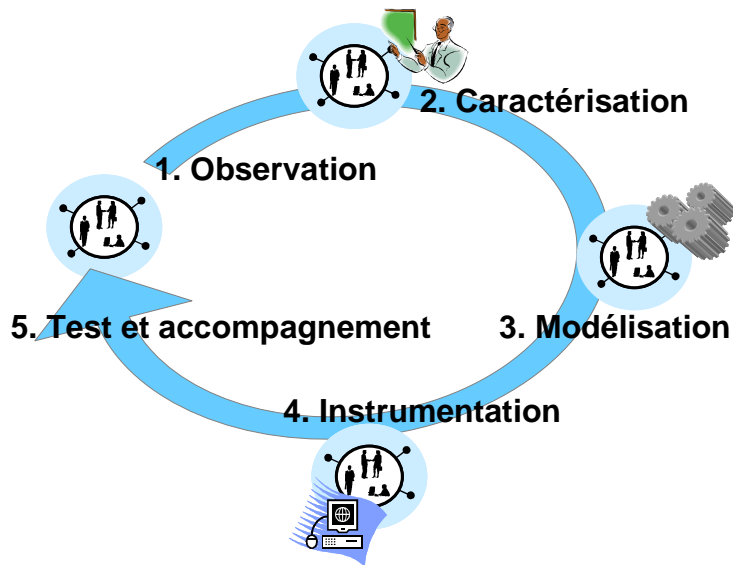 1. Observation
2. Caractérisation
3. Modélisation
4. Instrumentation
5. Test et accompagnement